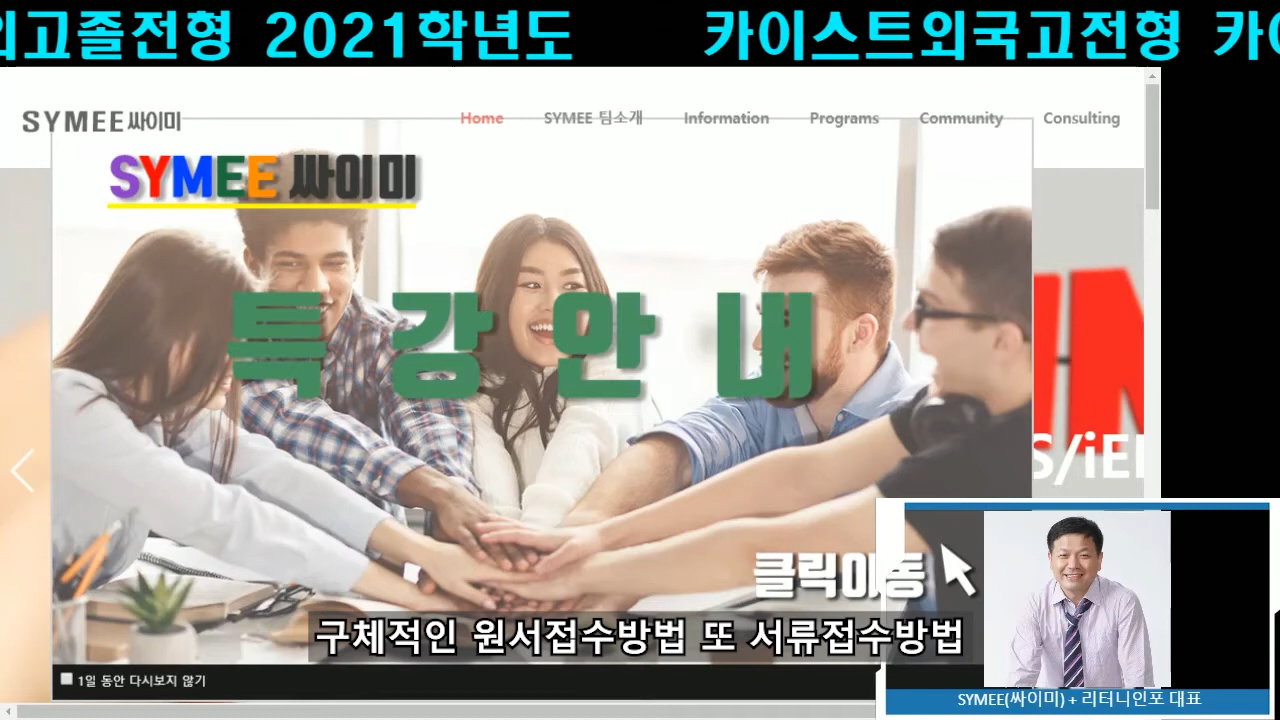 외고졸전형 2021학년도 카이스트외국고전형 카이
SYMEE싸이미
Home SYMEE 팀소개 Information Programs Community Consulting
SYMEE 싸이미
특강안내
S/iE
클릭이동
구체적인 원서접수방법 또 서류접수방법
1일 동안 다시보지 않기
SYMEE(싸이미) + 리터니인포 대표